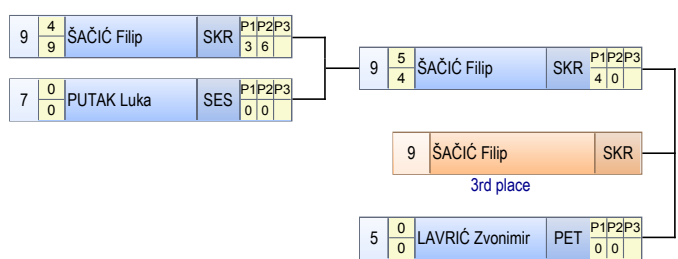 9 4 9 ŠAČIĆ Filip SKR P1 P2 P3 3 6
7 0 0 PUTAK Luka SES P1 P2 P3 0 0
9 5 4 ŠAČIĆ Filip SKR P1 P2 P3 4 0
9 ŠAČIĆ Filip SKR
3rd place
5 0 0 LAVRIĆ Zvonimir PET P1 P2 P3 0 0